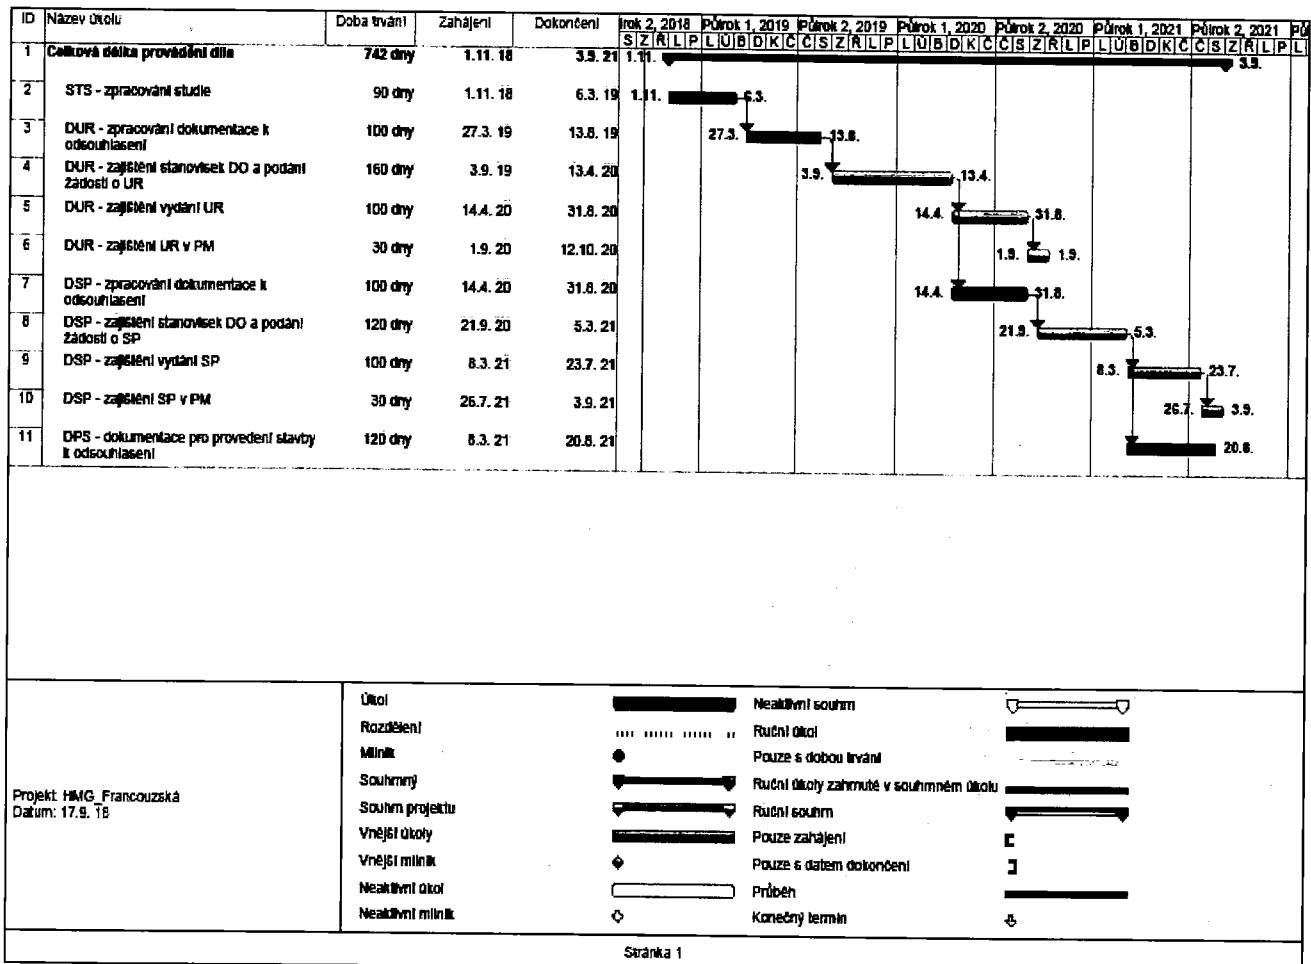 ID Název úkolu Doba trvání Zahájení Dokončení
Půlrok 1, 2019 Půlrok 2, 2019 Půlrok 1, 2020 Půlrok 2, 2020 Půlrok 1, 2021 Půlrok 2, 2021
S Z Ř L P L Ú B D K Č Č S Z Ř L P L Ú B D K Č Č S Z Ř L P L Ú B D K Č Č S Z Ř L P L
1 Celková délka provádění díla 742 dny 1.11. 18 3.9. 21 1.11. 3.9.
2 STS - zpracování studie 90 dny 1.11. 18 6.3. 19 1.11. 6.3.
3 DUR - zpracování dokumentace k 100 dny 27.3. 19 13.8. 19 27.3. 13.8.
odsouhlasení
4 DUR - zajištění stanovisek DO a podání 160 dny 3.9. 19 13.4. 20 3.9. 13.4.
žádosti o UR
5 DUR - zajištění vydání UR 100 dny 14.4. 20 31.8. 20 14.4. 31.8.
6 DUR - zajištění UR v PM 30 dny 1.9. 20 12.10. 20 1.9. 1.9.
7 DSP - zpracování dokumentace k 100 dny 14.4. 20 31.8. 20 14.4. 31.8.
odsouhlasení
8 DSP - zajištění stanovisek DO a podání 120 dny 21.9. 20 5.3. 21 21.9. 5.3.
žádosti o SP
9 DSP - zajištění vydání SP 100 dny 8.3. 21 23.7. 21 8.3. 23.7.
10 DSP - zajištění SP v PM 30 dny 26.7. 21 3.9. 21 26.7. 3.9.
11 DPS - dokumentace pro provedení stavby 120 dny 8.3. 21 20.8. 21 20.8.
k odsouhlasení
Projekt: HMG_Francouzská
Datum: 17.9. 18
Úkol
Rozdělení
Milník
Souhrnný
Souhrn projektu
Vnější úkoly
Vnější milník
Neaktivní úkol
Neaktivní milník
Neaktivní souhrn
Ruční úkol
Pouze s dobou trvání
Ruční úkoly zahrnuté v souhrnném úkolu
Ruční souhrn
Pouze zahájení
Pouze s datem dokončení
Průběh
Konečný termín
Stránka 1